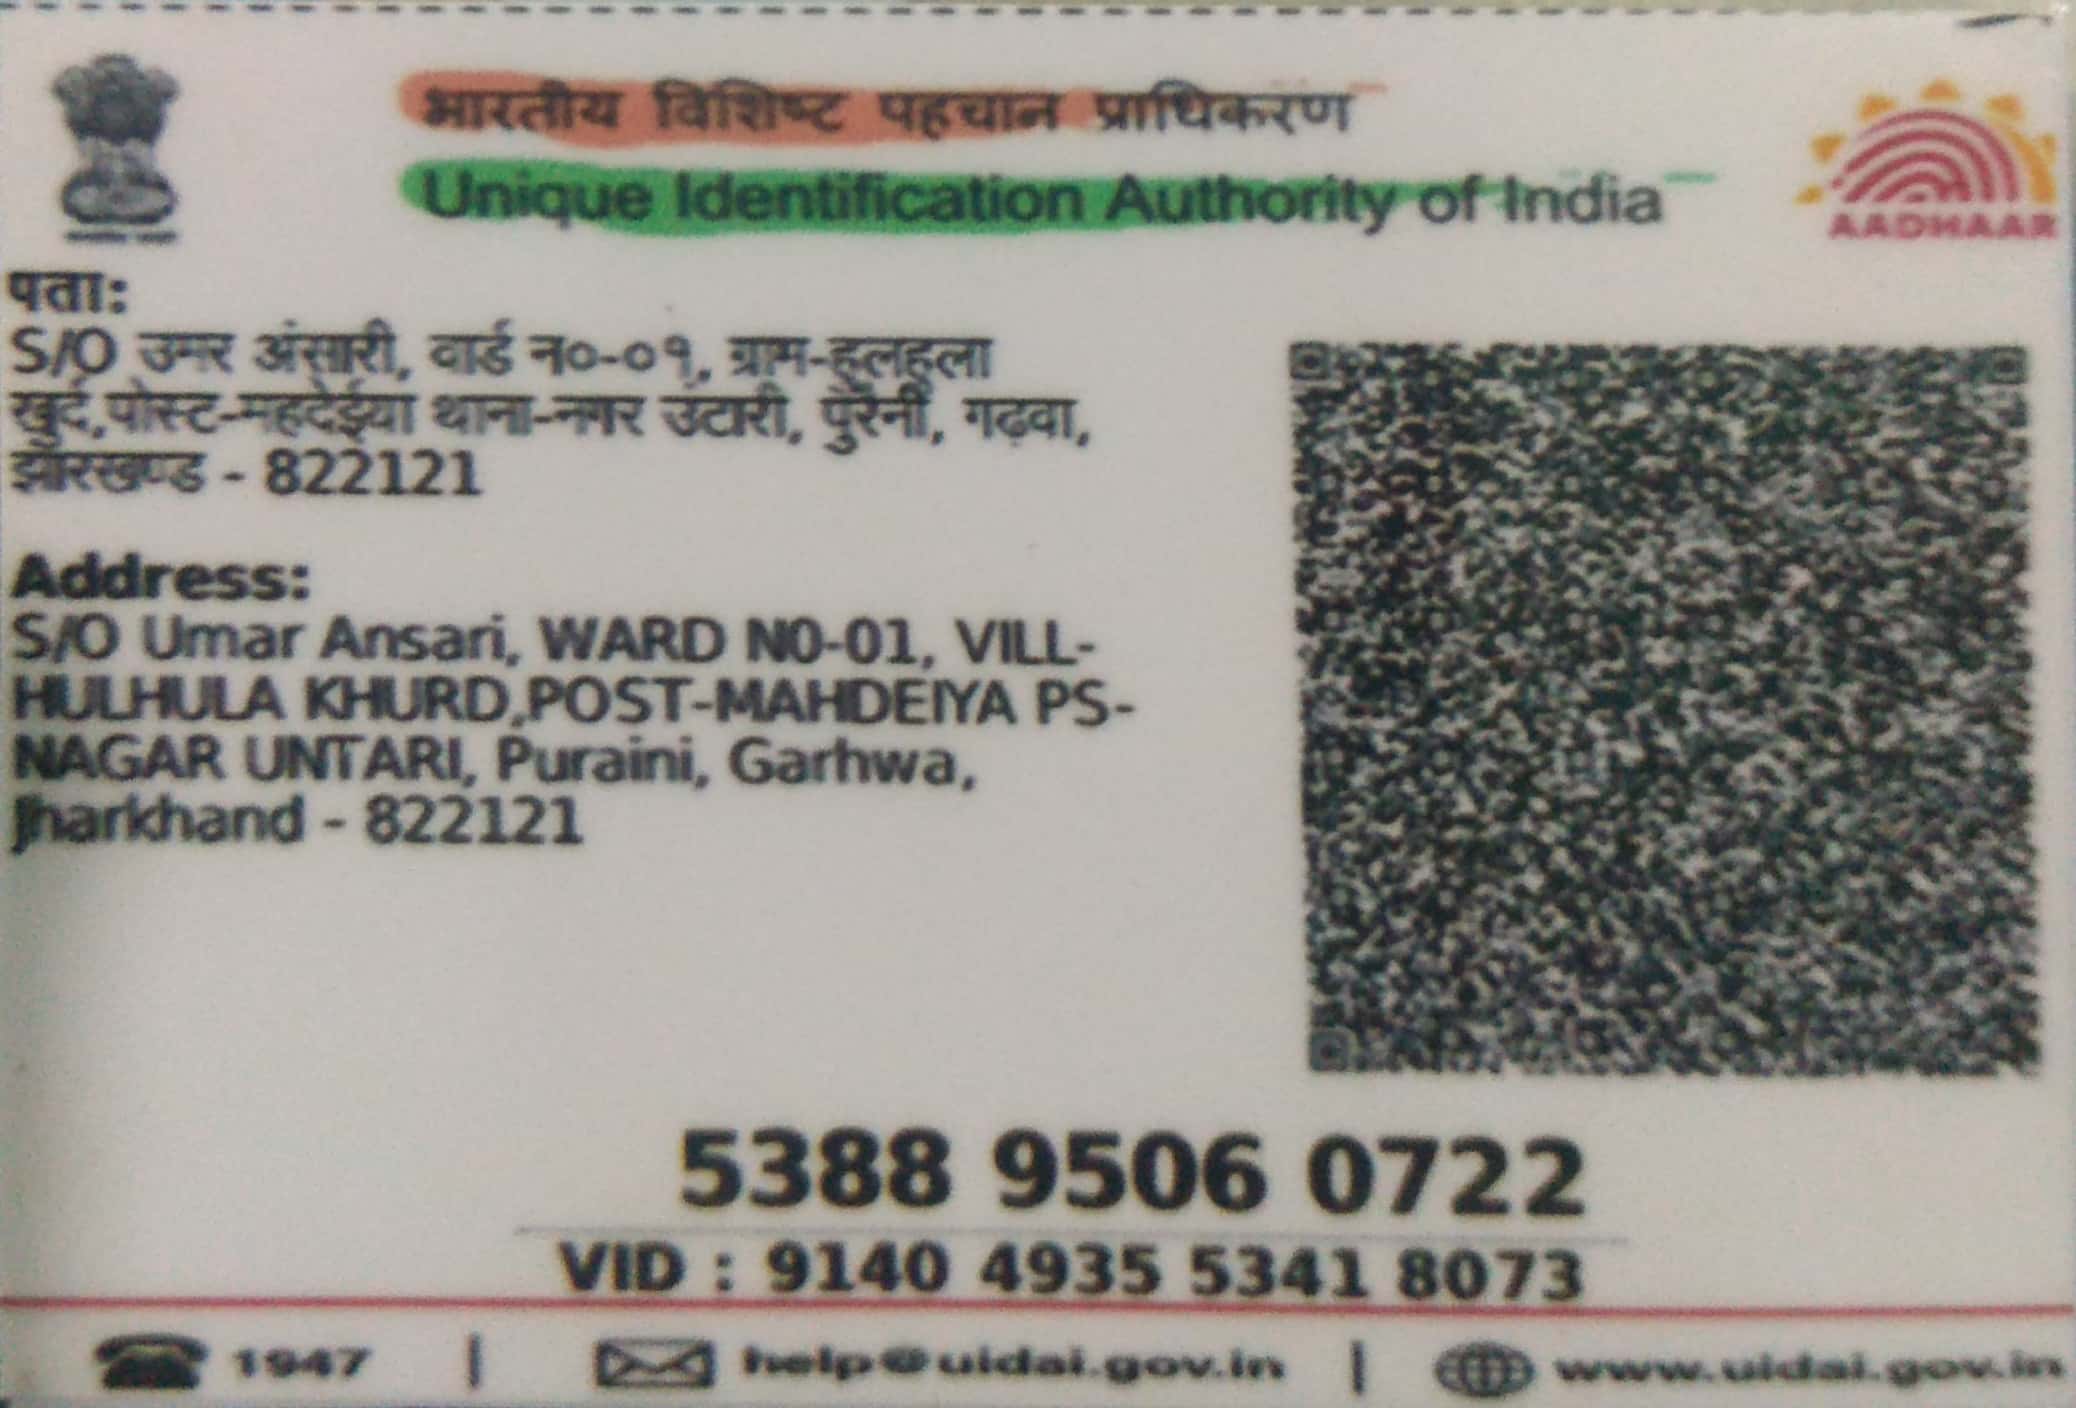 भारतीय विशिष्ट पहचान प्राधिकरण
Unique Identification Authority of India
AADHAAR
पता:
S/O उमर अंसारी, वार्ड न०-०१, ग्राम-हुलहुला
खुर्द,पोस्ट-महदेईया थाना-नगर उंटारी, पुरैनी, गढ़वा,
झारखण्ड - 822121
Address:
S/O Umar Ansari, WARD N0-01, VILL-
HULHULA KHURD,POST-MAHDEIYA PS-
NAGAR UNTARI, Puraini, Garhwa,
Jharkhand - 822121
5388 9506 0722
VID : 9140 4935 5341 8073
1947 | help@uidai.gov.in | www.uidai.gov.in